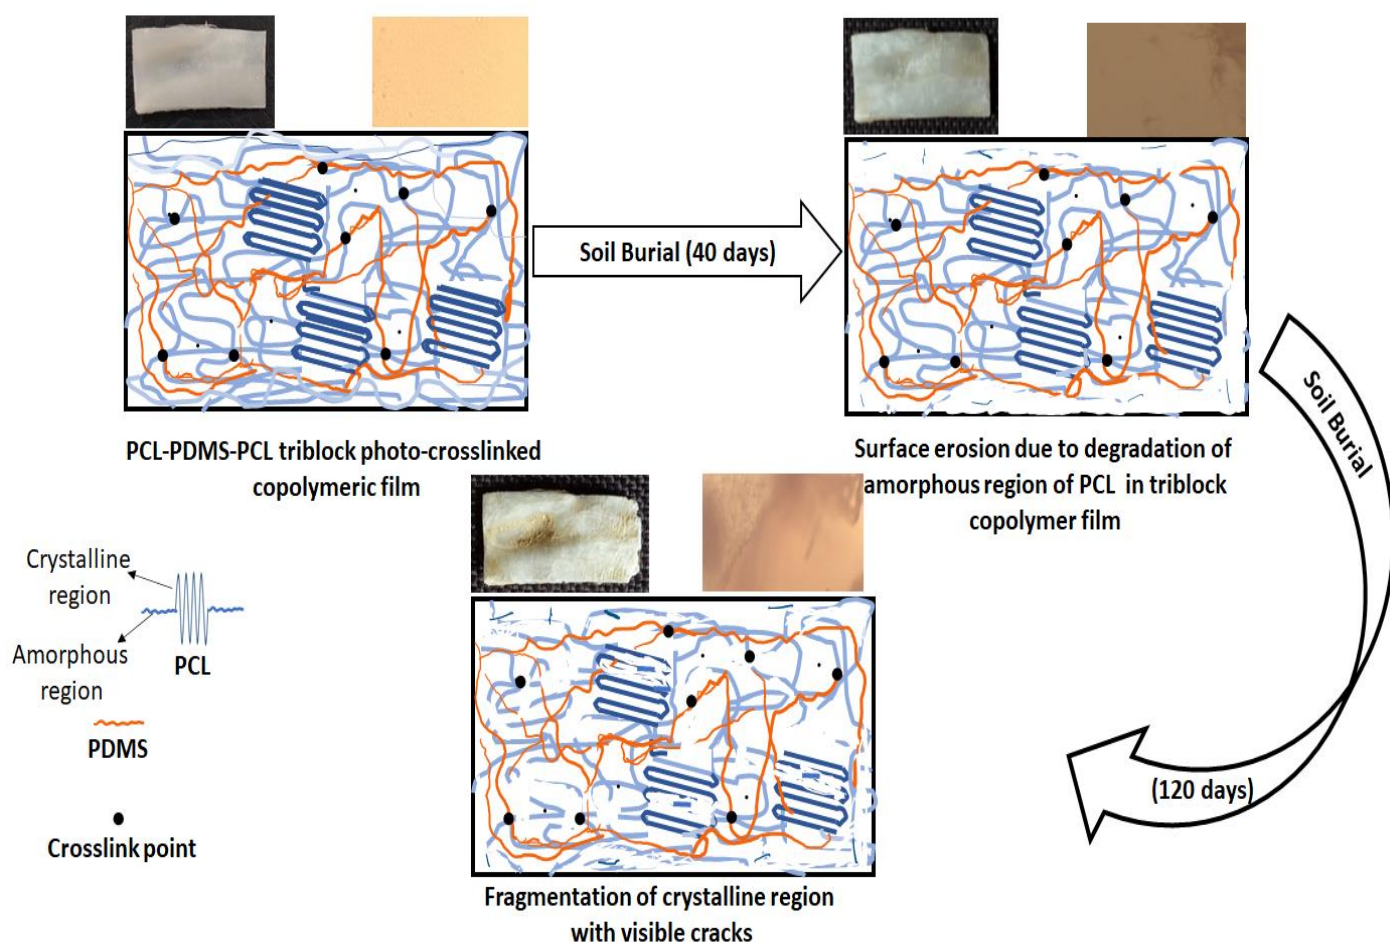 Soil Burial (40 days)
PCL-PDMS-PCL triblock photo-crosslinked
copolymeric film
Surface erosion due to degradation of
amorphous region of PCL in triblock
copolymer film
Soil Burial
(120 days)
Crystalline
region
Amorphous
region
PCL
PDMS
Crosslink point
Fragmentation of crystalline region
with visible cracks